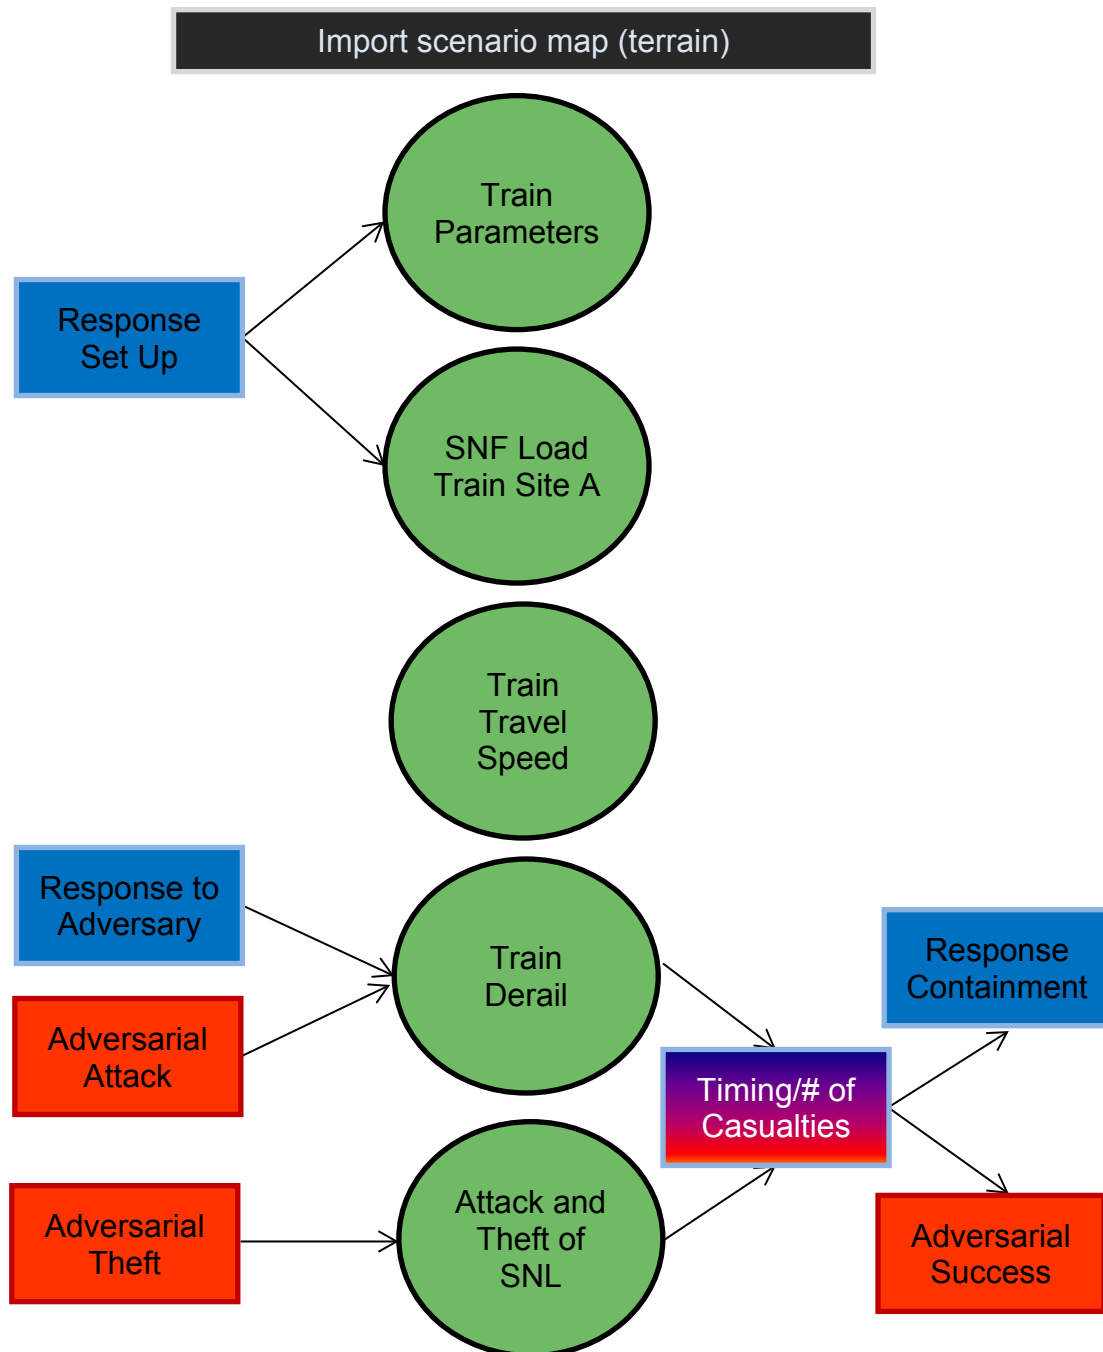 Import scenario map (terrain)
Train
Parameters
Response
Set Up
SNF Load
Train Site A
Train
Travel
Speed
Response to
Adversary
Train
Derail
Response
Containment
Adversarial
Attack
Timing/# of
Casualties
Adversarial
Theft
Attack and
Theft of
SNL
Adversarial
Success